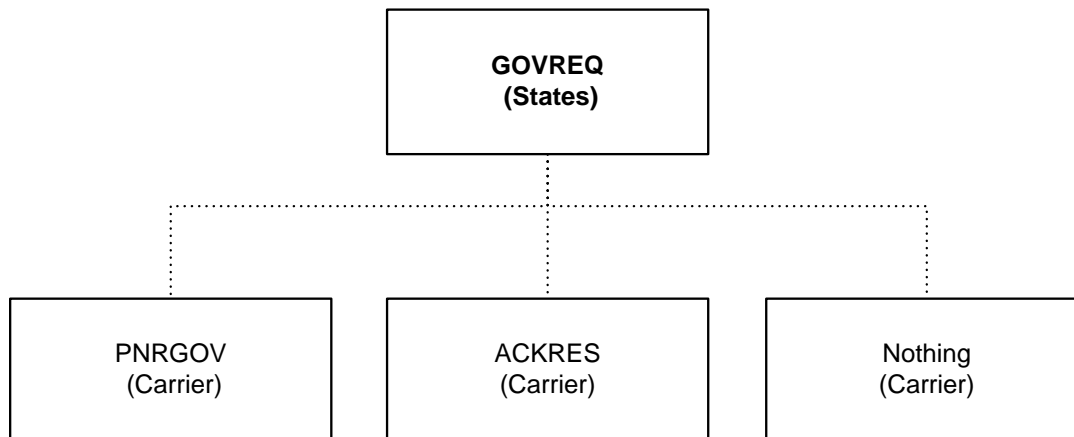 GOVREQ
(States)
PNRGOV
(Carrier)
ACKRES
(Carrier)
Nothing
(Carrier)